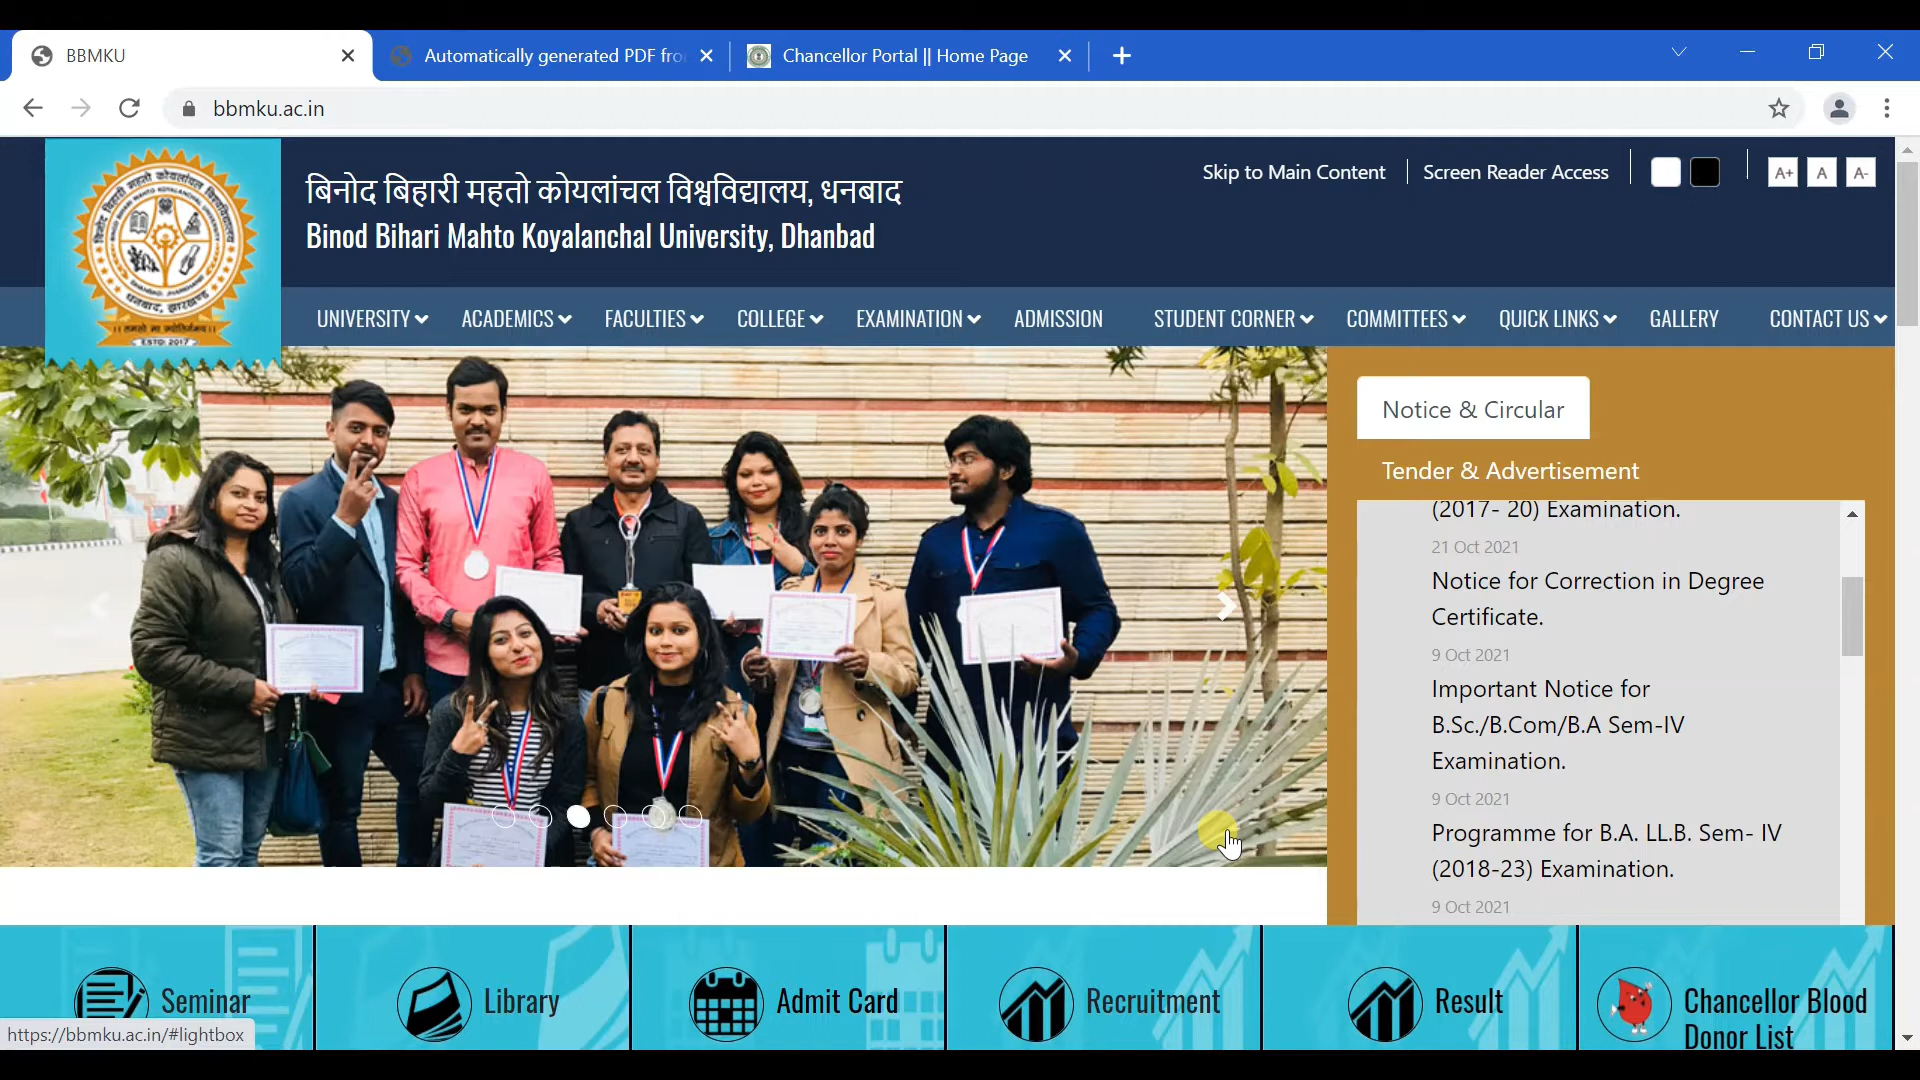 BBMKU
Automatically generated PDF fro
Chancellor Portal || Home Page
bbmku.ac.in
बिनोद बिहारी महतो कोयलांचल विश्वविद्यालय, धनबाद
Binod Bihari Mahto Koyalanchal University, Dhanbad
Skip to Main Content
Screen Reader Access
A+
A
A-
UNIVERSITY
ACADEMICS
FACULTIES
COLLEGE
EXAMINATION
ADMISSION
STUDENT CORNER
COMMITTEES
QUICK LINKS
GALLERY
CONTACT US
Notice & Circular
Tender & Advertisement
(2017- 20) Examination.
21 Oct 2021
Notice for Correction in Degree
Certificate.
9 Oct 2021
Important Notice for
B.Sc./B.Com/B.A Sem-IV
Examination.
9 Oct 2021
Programme for B.A. LL.B. Sem- IV
(2018-23) Examination.
9 Oct 2021
Seminar
Library
Admit Card
Recruitment
Result
Chancellor Blood
Donor List
https://bbmku.ac.in/#lightbox